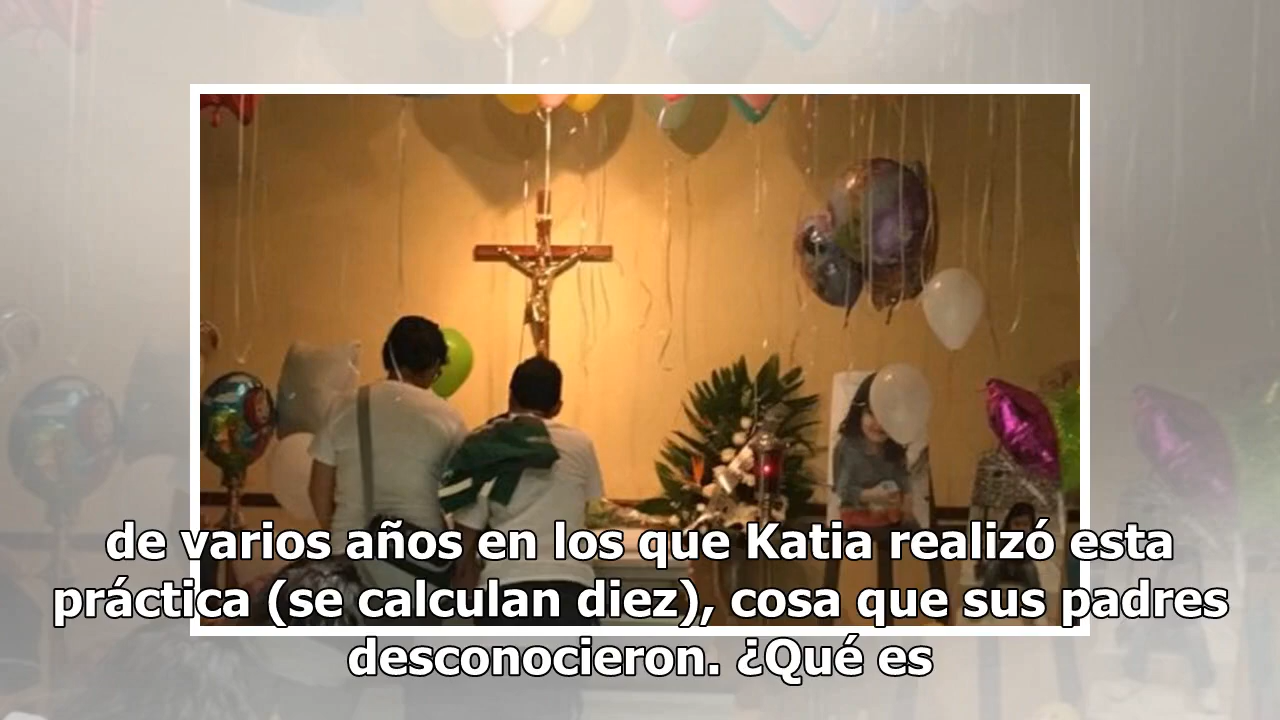 de varios años en los que Katia realizó esta
práctica (se calculan diez), cosa que sus padres
desconocieron. ¿Qué es